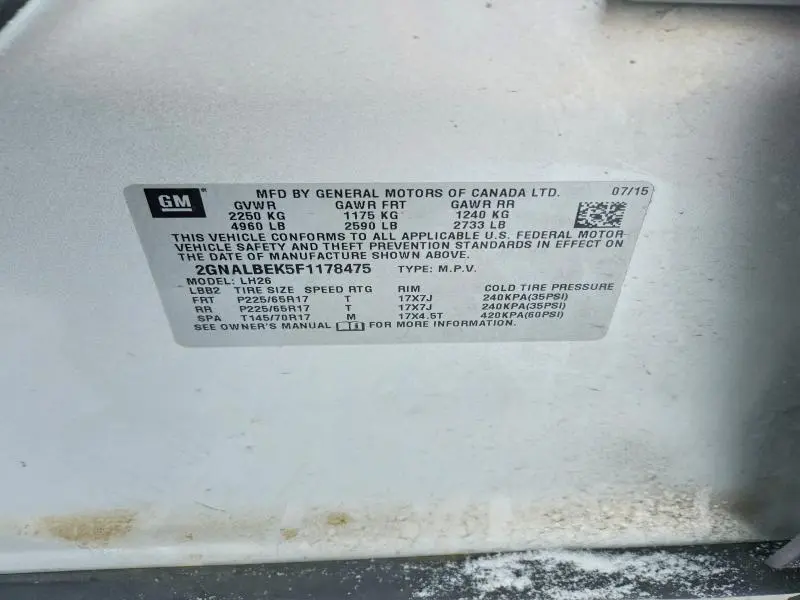 GM MFD BY GENERAL MOTORS OF CANADA LTD. 07/15
GVWR GAWR FRT GAWR RR
2250 KG 1175 KG 1240 KG
4960 LB 2590 LB 2733 LB
THIS VEHICLE CONFORMS TO ALL APPLICABLE U.S. FEDERAL MOTOR
VEHICLE SAFETY AND THEFT PREVENTION STANDARDS IN EFFECT ON
THE DATE OF MANUFACTURE SHOWN ABOVE.
2GNALBEK5F1178475 TYPE: M.P.V.
MODEL: LH26
LBB2 TIRE SIZE SPEED RTG RIM COLD TIRE PRESSURE
FRT P225/65R17 T 17X7J 240KPA(35PSI)
RR P225/65R17 T 17X7J 240KPA(35PSI)
SPA T145/70R17 M 17X4.5T 420KPA(60PSI)
SEE OWNER'S MANUAL FOR MORE INFORMATION.